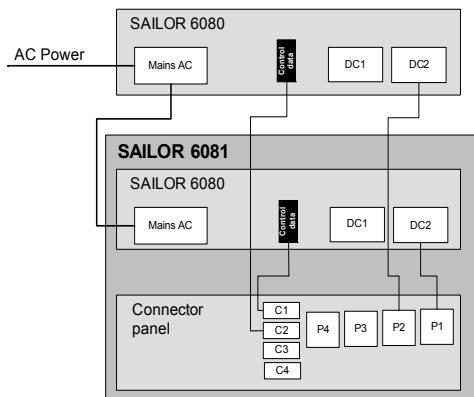 SAILOR 6080
AC Power
Mains AC
Control
data
DC1
DC2
SAILOR 6081
SAILOR 6080
Mains AC
Control
data
DC1
DC2
Connector
panel
C1
C2
C3
C4
P4
P3
P2
P1